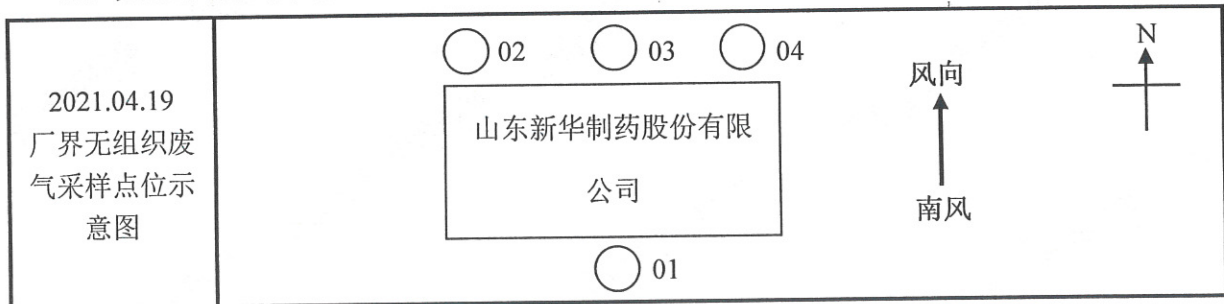 2021.04.19
厂界无组织废
气采样点位示
意图
02 03 04
山东新华制药股份有限
公司
01
风向
南风
N